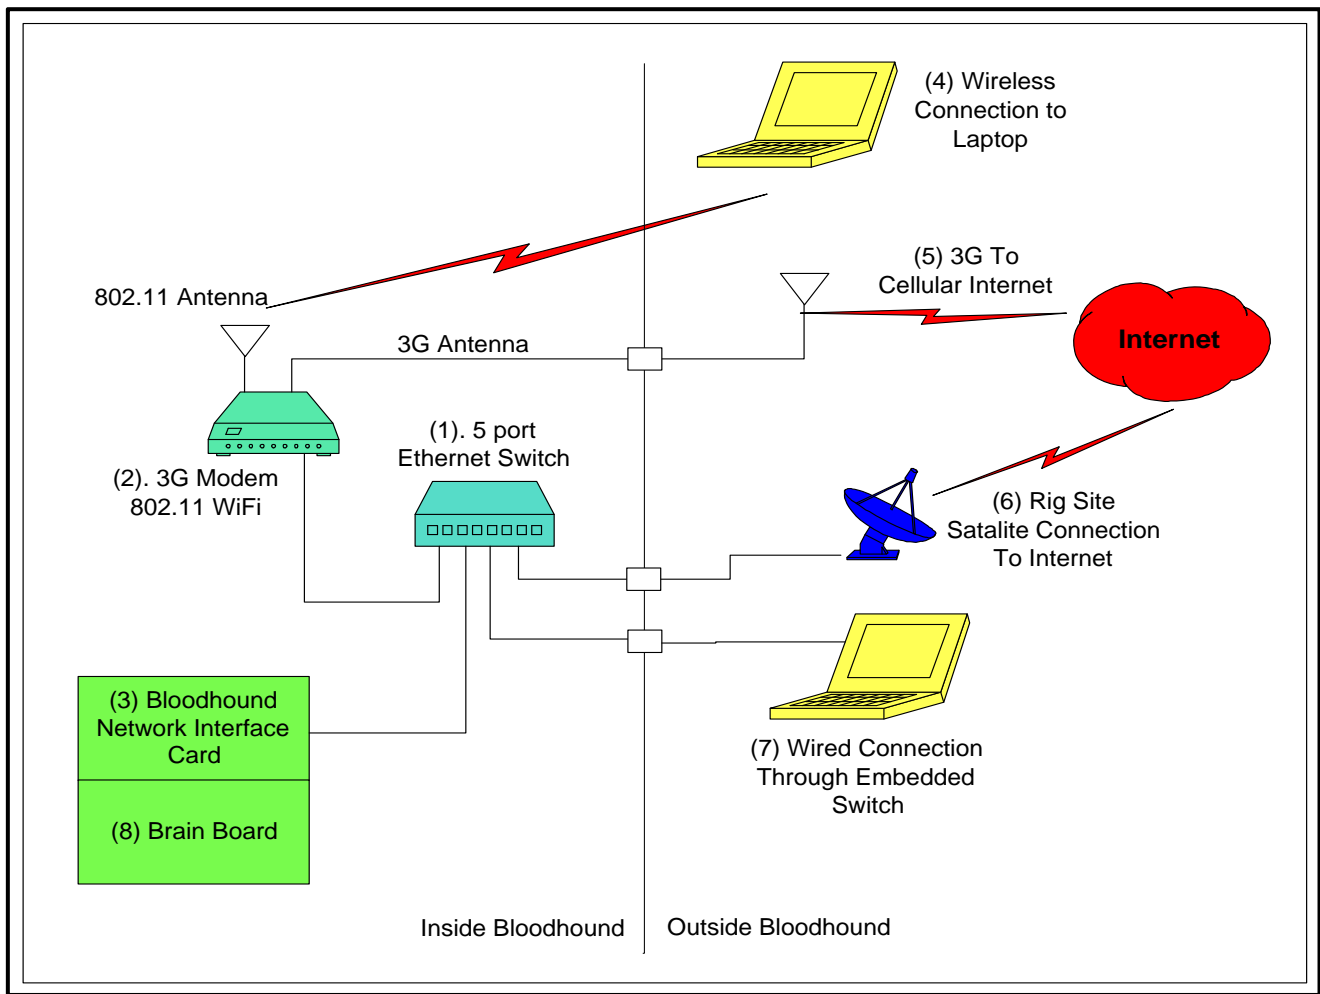 (4) Wireless
Connection to
Laptop
(5) 3G To
Cellular Internet
802.11 Antenna
3G Antenna
Internet
(1). 5 port
Ethernet Switch
(2). 3G Modem
802.11 WiFi
(6) Rig Site
Satalite Connection
To Internet
(3) Bloodhound
Network Interface
Card
(7) Wired Connection
Through Embedded
Switch
(8) Brain Board
Inside Bloodhound
Outside Bloodhound